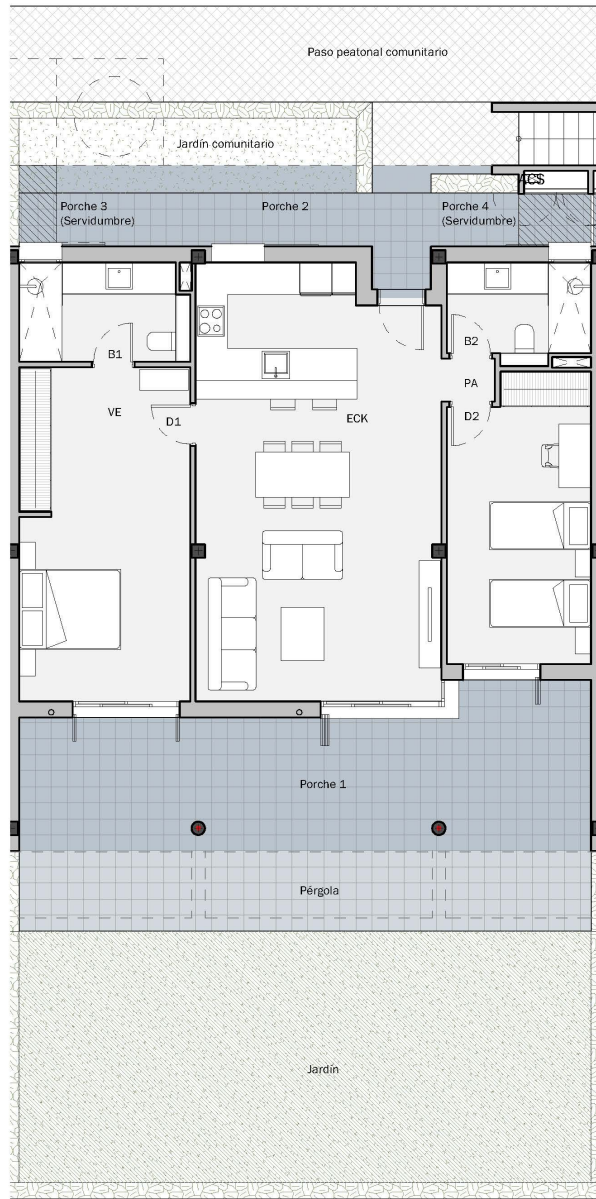 Paso peatonal comunitario
Jardín comunitario
ACS
Porche 3
(Servidumbre)
Porche 2
Porche 4
(Servidumbre)
B1
B2
PA
VE
D1
ECK
D2
Porche 1
Pérgola
Jardín